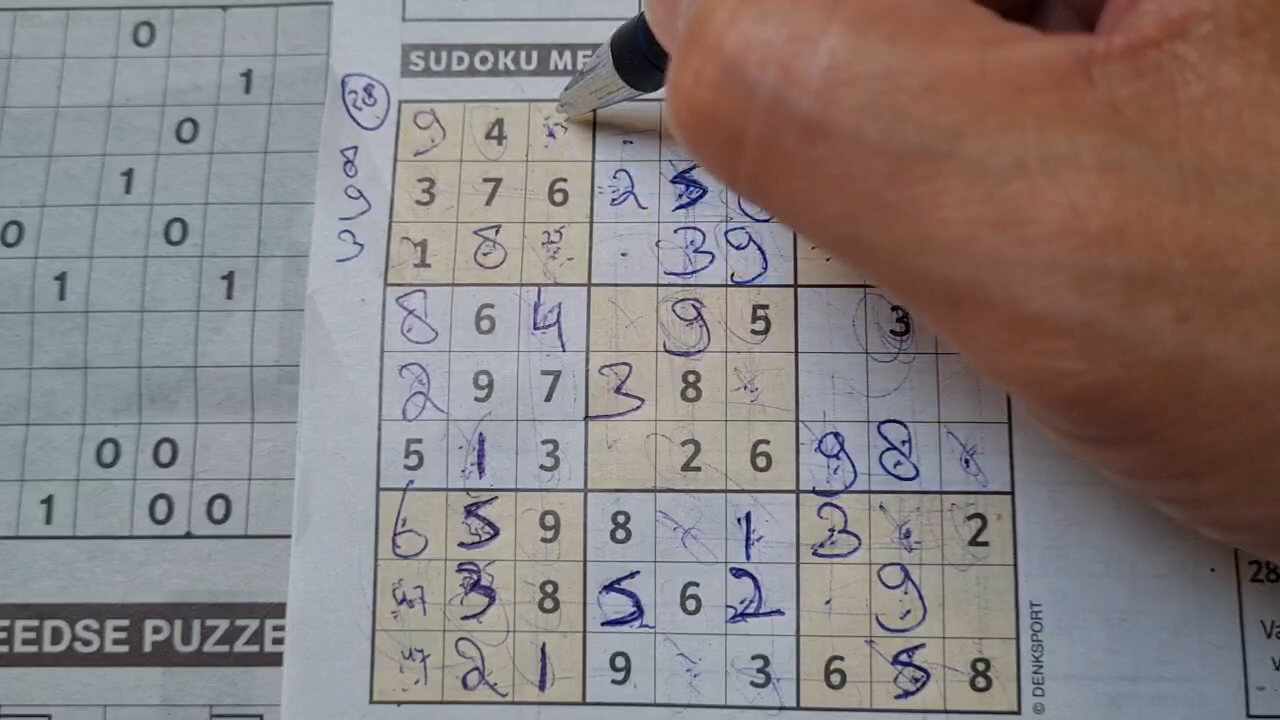 0
1
0
1
0 0
1 1
0 0
1 0 0
EEDSE PUZZE
28
8
9
3
SUDOKU ME
9 4
3 7 6 2 5
1 8 3 9
8 6 4 9 5 3
2 9 7 3 8
5 1 3 2 6 9 8
6 5 9 8 1 3 2
3 8 5 6 2 9
2 1 9 3 6 5 8
© DENKSPORT
28
Va